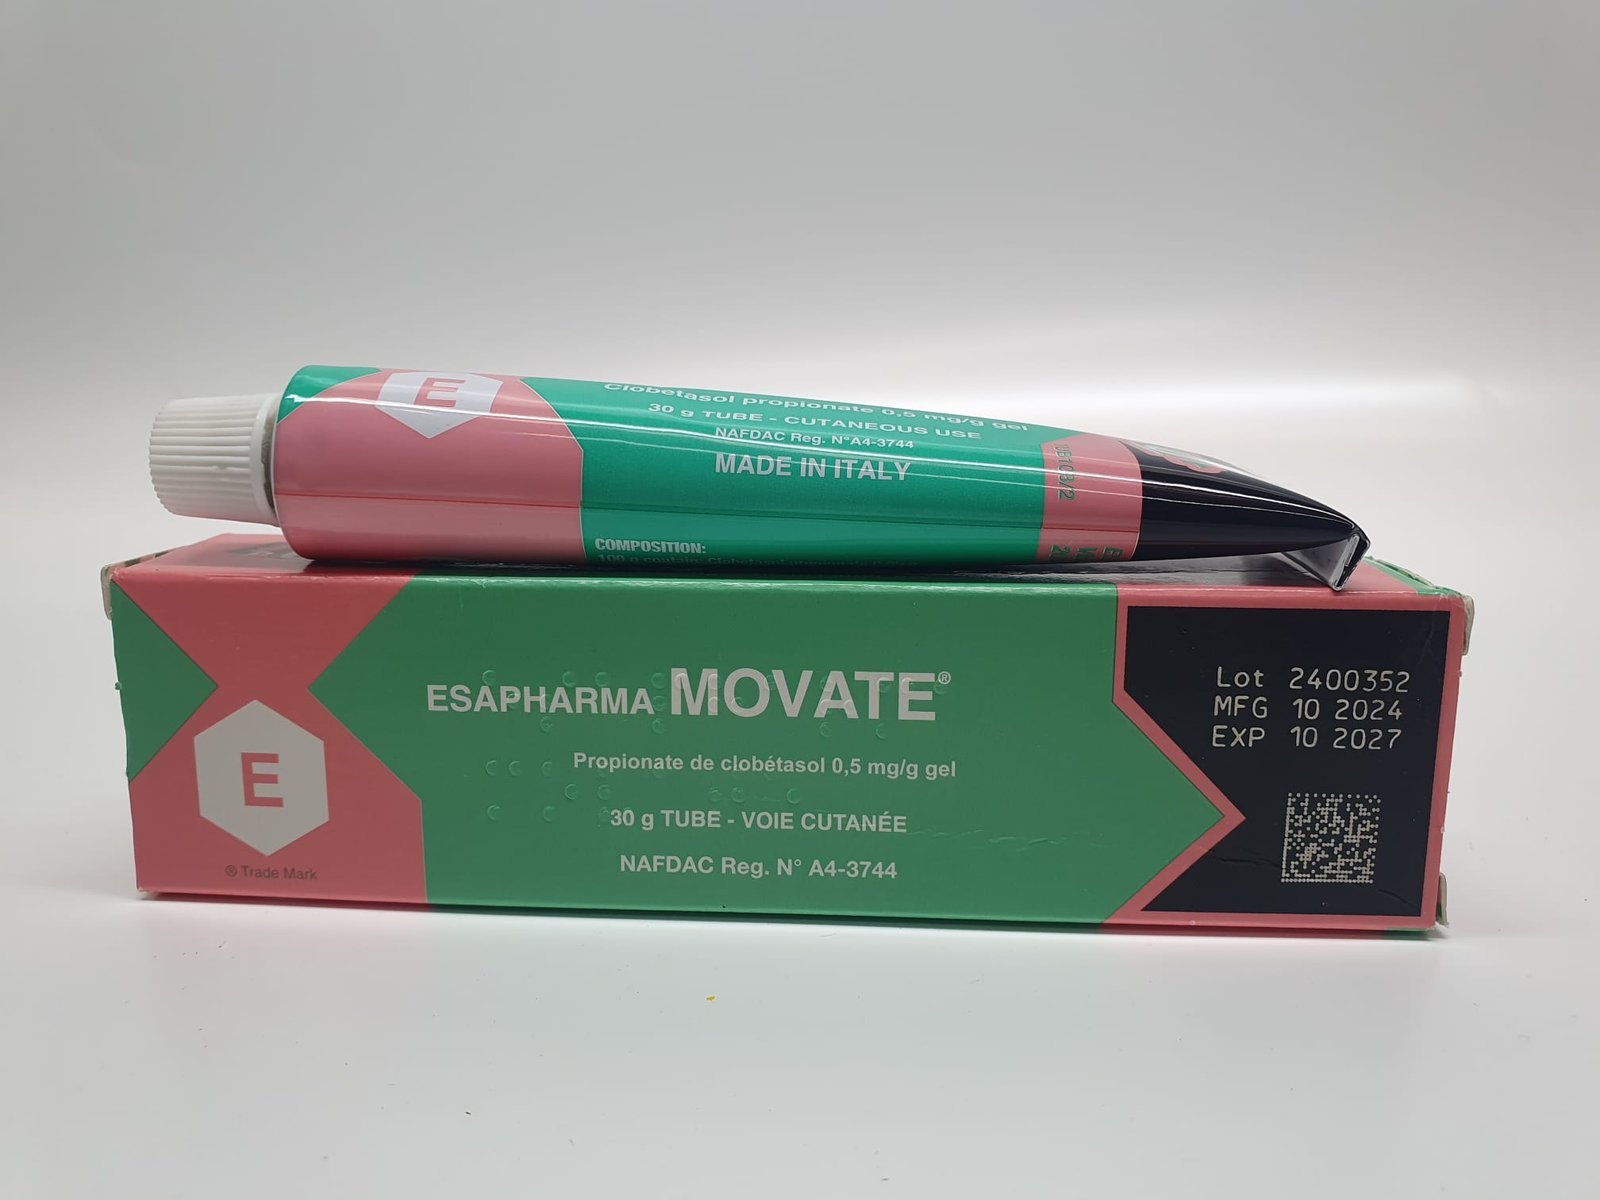 E
Clobetasol propionate 0,5 mg/g gel
30 g TUBE - CUTANEOUS USE
NAFDAC Reg. N°A4-3744
MADE IN ITALY
COMPOSITION:
ESAPHARMA MOVATE®
Propionate de clobétasol 0,5 mg/g gel
30 g TUBE - VOIE CUTANÉE
NAFDAC Reg. N° A4-3744
E
® Trade Mark
Lot 2400352
MFG 10 2024
EXP 10 2027